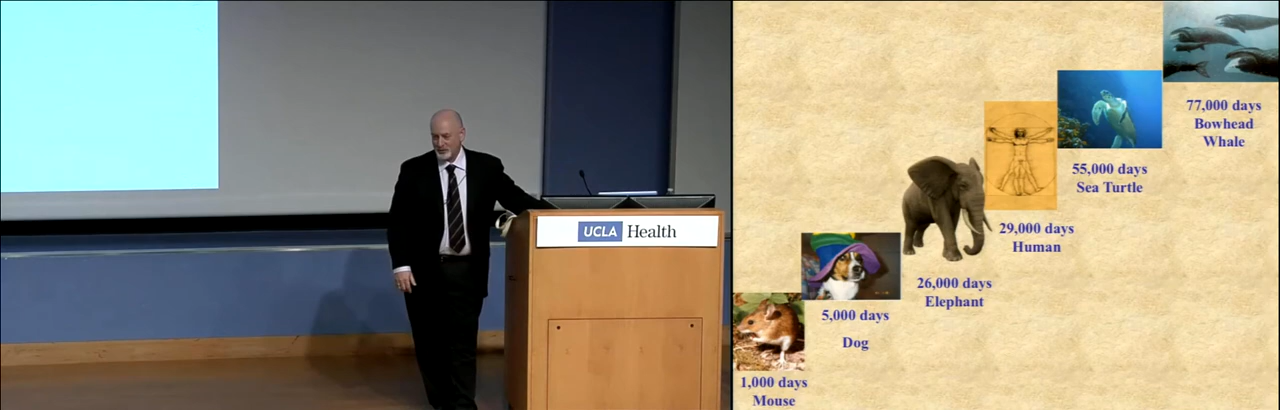 UCLA Health
77,000 days
Bowhead
Whale
55,000 days
Sea Turtle
29,000 days
Human
26,000 days
Elephant
5,000 days
Dog
1,000 days
Mouse